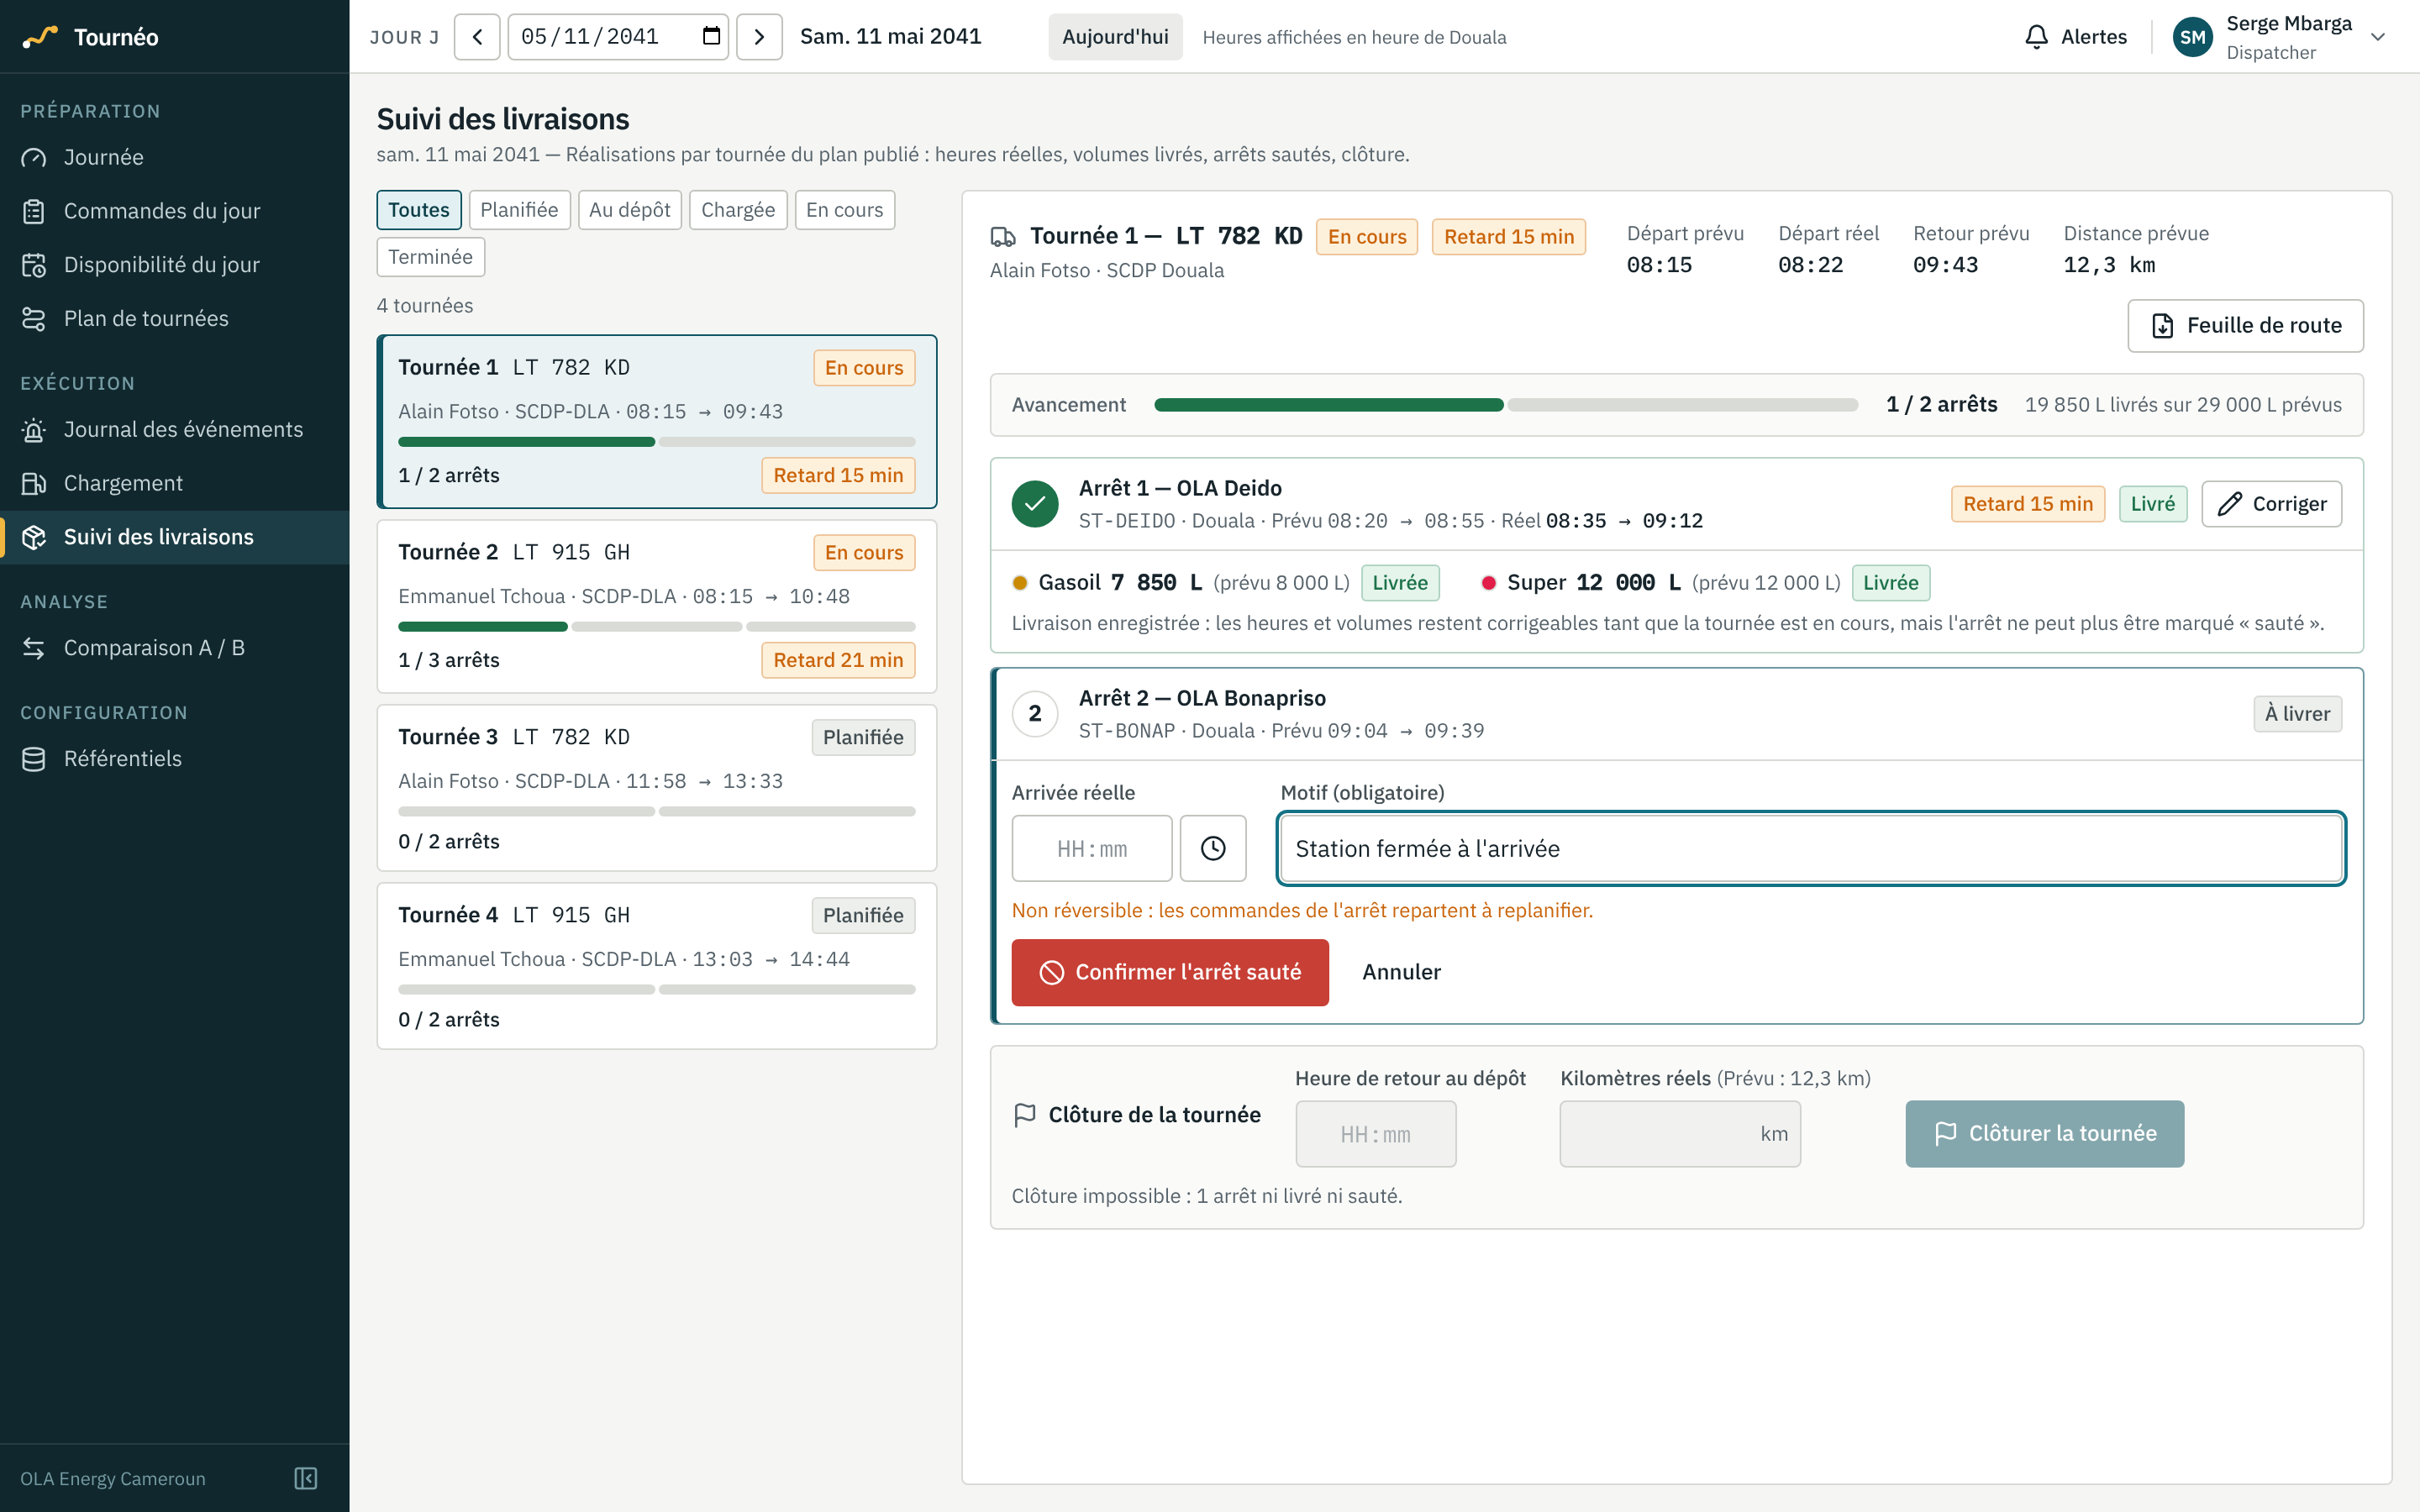 Tournéo
PRÉPARATION
Journée
Commandes du jour
Disponibilité du jour
Plan de tournées
EXÉCUTION
Journal des événements
Chargement
Suivi des livraisons
ANALYSE
Comparaison A / B
CONFIGURATION
Référentiels
OLA Energy Cameroun
JOUR J
05/11/2041
Sam. 11 mai 2041
Aujourd'hui
Heures affichées en heure de Douala
Alertes
SM
Serge Mbarga
Dispatcher
Suivi des livraisons
sam. 11 mai 2041 — Réalisations par tournée du plan publié : heures réelles, volumes livrés, arrêts sautés, clôture.
Toutes
Planifiée
Au dépôt
Chargée
En cours
Terminée
4 tournées
Tournée 1 LT 782 KD En cours
Alain Fotso · SCDP-DLA · 08:15 → 09:43
1 / 2 arrêts Retard 15 min
Tournée 2 LT 915 GH En cours
Emmanuel Tchoua · SCDP-DLA · 08:15 → 10:48
1 / 3 arrêts Retard 21 min
Tournée 3 LT 782 KD Planifiée
Alain Fotso · SCDP-DLA · 11:58 → 13:33
0 / 2 arrêts
Tournée 4 LT 915 GH Planifiée
Emmanuel Tchoua · SCDP-DLA · 13:03 → 14:44
0 / 2 arrêts
Tournée 1 — LT 782 KD En cours Retard 15 min
Alain Fotso · SCDP Douala
Départ prévu
08:15
Départ réel
08:22
Retour prévu
09:43
Distance prévue
12,3 km
Feuille de route
Avancement 1 / 2 arrêts 19 850 L livrés sur 29 000 L prévus
Arrêt 1 — OLA Deido
ST-DEIDO · Douala · Prévu 08:20 → 08:55 · Réel 08:35 → 09:12
Retard 15 min
Livré
Corriger
Gasoil 7 850 L (prévu 8 000 L) Livrée
Super 12 000 L (prévu 12 000 L) Livrée
Livraison enregistrée : les heures et volumes restent corrigeables tant que la tournée est en cours, mais l'arrêt ne peut plus être marqué « sauté ».
2
Arrêt 2 — OLA Bonapriso
ST-BONAP · Douala · Prévu 09:04 → 09:39
À livrer
Arrivée réelle
HH:mm
Motif (obligatoire)
Station fermée à l'arrivée
Non réversible : les commandes de l'arrêt repartent à replanifier.
Confirmer l'arrêt sauté
Annuler
Clôture de la tournée
Heure de retour au dépôt
HH:mm
Kilomètres réels (Prévu : 12,3 km)
km
Clôturer la tournée
Clôture impossible : 1 arrêt ni livré ni sauté.